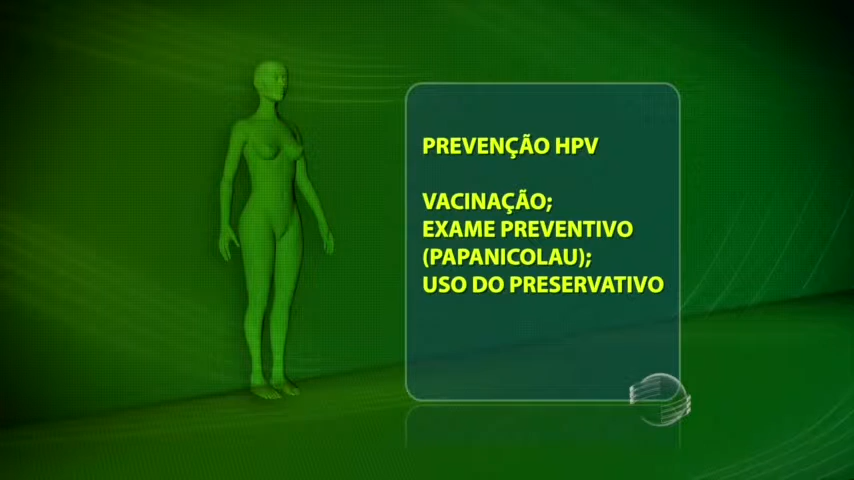 PREVENÇÃO HPV
VACINAÇÃO;
EXAME PREVENTIVO
(PAPANICOLAU);
USO DO PRESERVATIVO